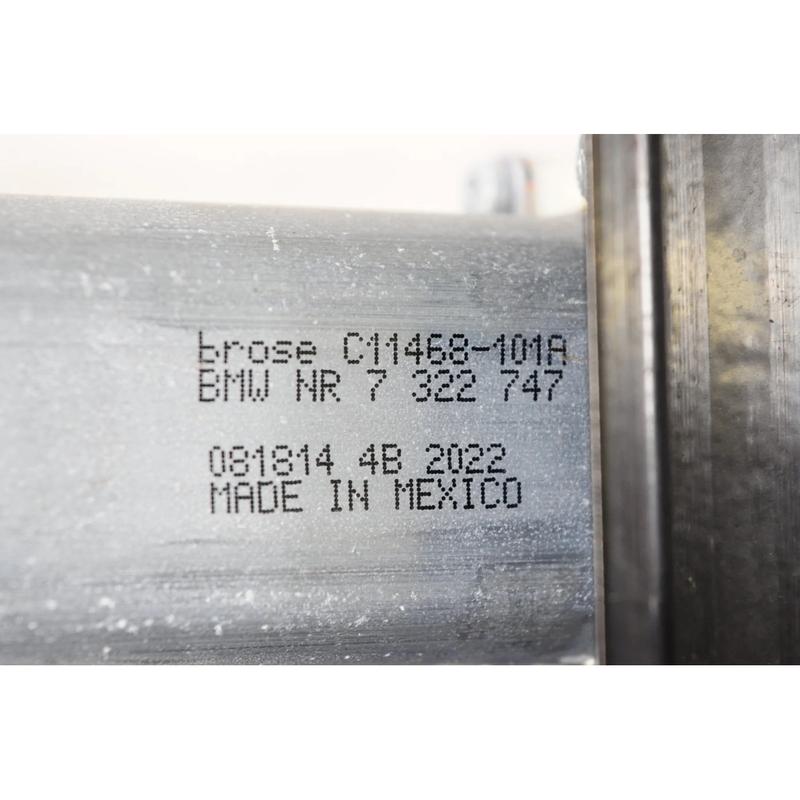 brose C11468-101A
BMW NR 7 322 747
081814 4B 2022
MADE IN MEXICO